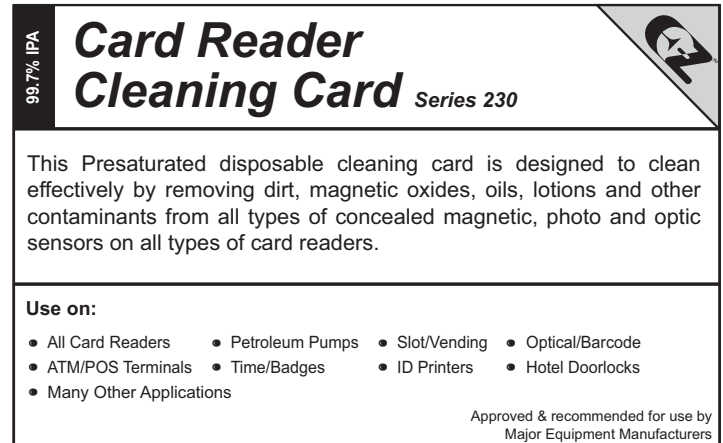 99.7% IPA
Card Reader
Cleaning Card Series 230
This Presaturated disposable cleaning card is designed to clean
effectively by removing dirt, magnetic oxides, oils, lotions and other
contaminants from all types of concealed magnetic, photo and optic
sensors on all types of card readers.
Use on:
All Card Readers Petroleum Pumps Slot/Vending Optical/Barcode
ATM/POS Terminals Time/Badges ID Printers Hotel Doorlocks
Many Other Applications
Approved & recommended for use by
Major Equipment Manufacturers